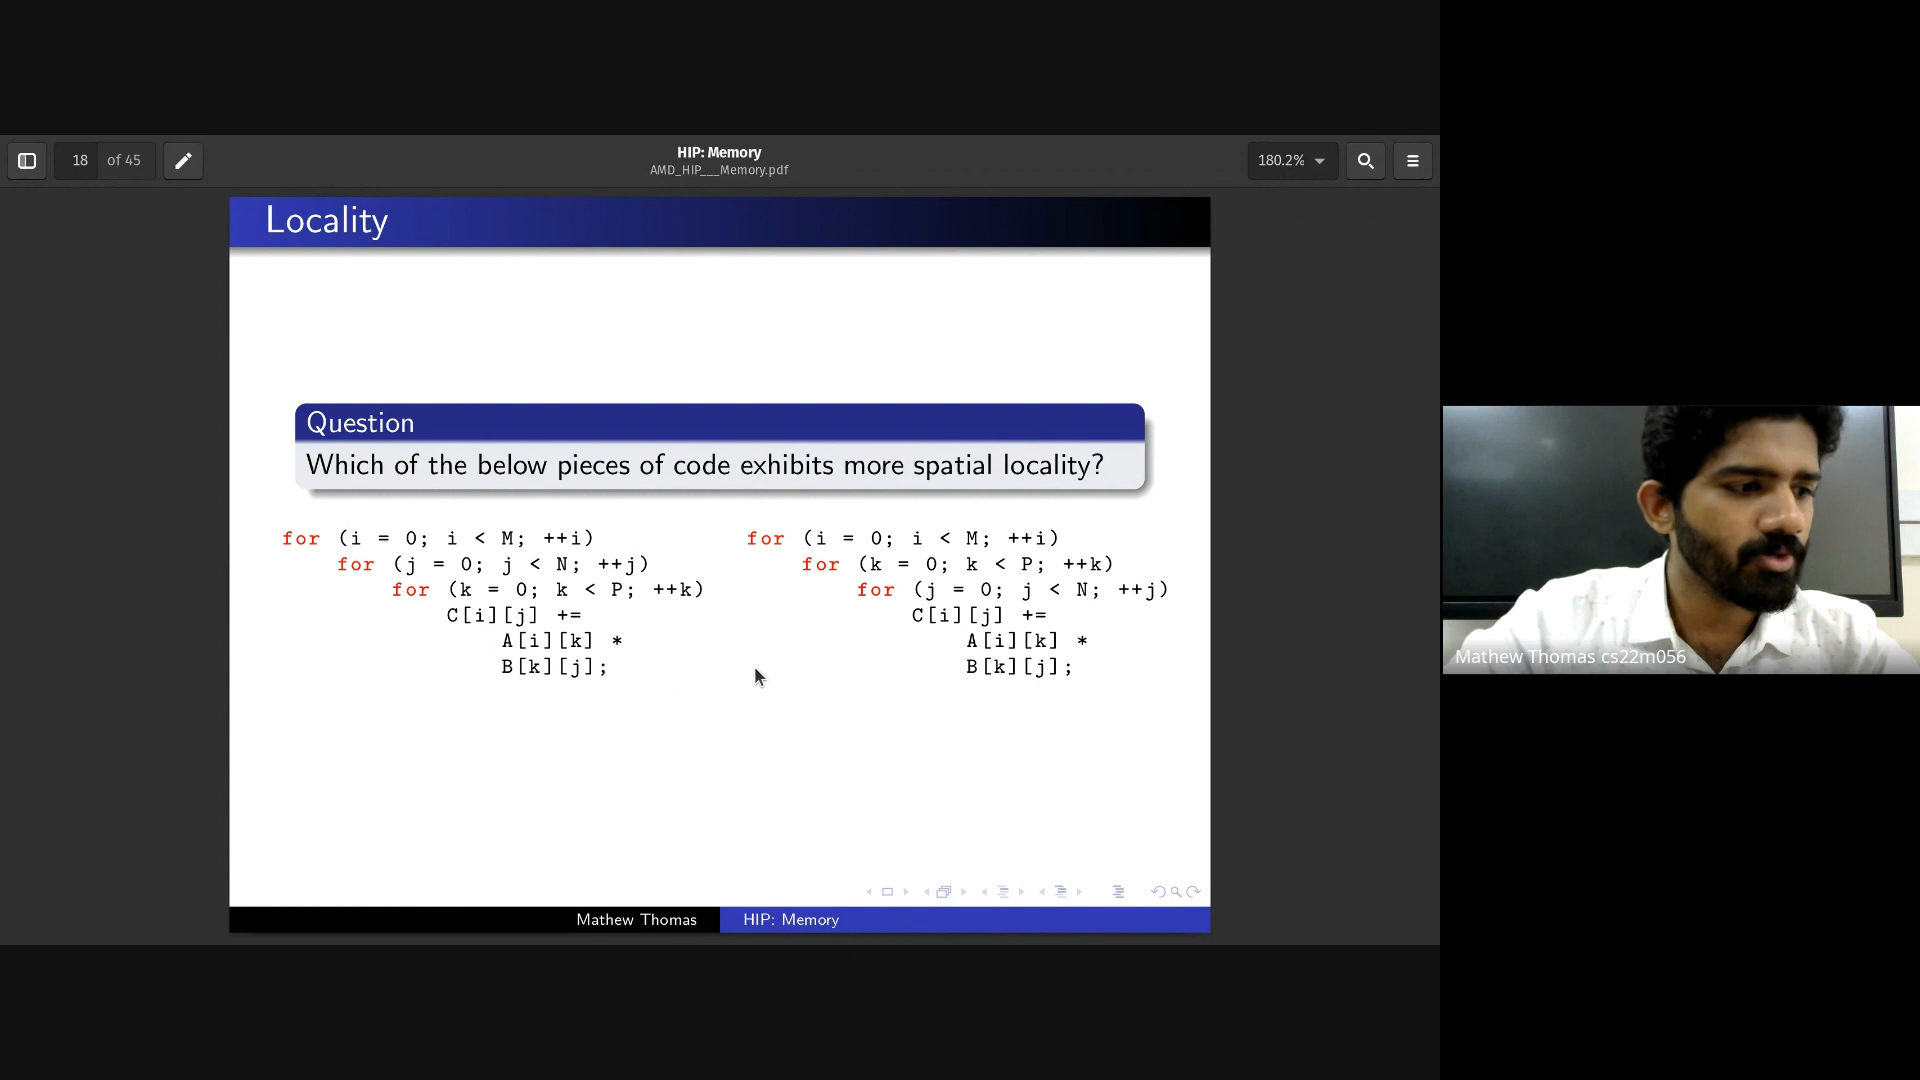 18 of 45
HIP: Memory
AMD_HIP___Memory.pdf
180.2%
Locality
Question
Which of the below pieces of code exhibits more spatial locality?
for (i = 0; i < M; ++i)
for (j = 0; j < N; ++j)
for (k = 0; k < P; ++k)
C[i][j] +=
A[i][k] *
B[k][j];
for (i = 0; i < M; ++i)
for (k = 0; k < P; ++k)
for (j = 0; j < N; ++j)
C[i][j] +=
A[i][k] *
B[k][j];
Mathew Thomas
HIP: Memory
Mathew Thomas cs22m056